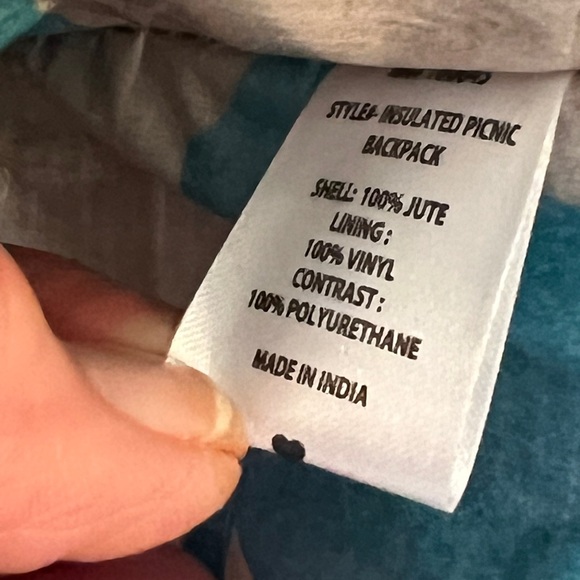 STYLE#- INSULATED PICNIC
BACKPACK
SHELL: 100% JUTE
LINING:
100% VINYL
CONTRAST:
100% POLYURETHANE
MADE IN INDIA